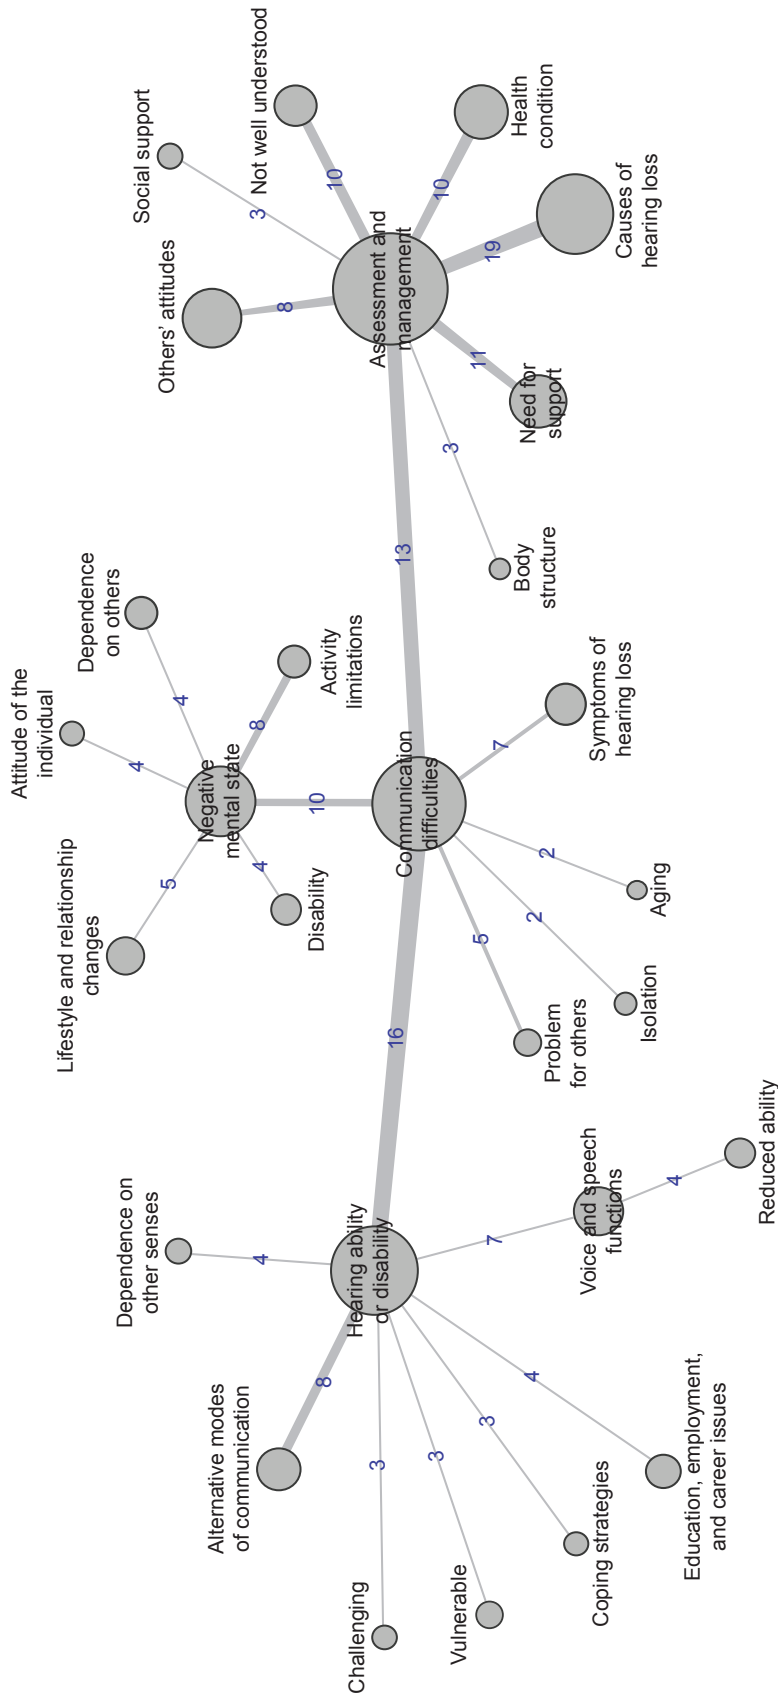 Dependence on
other senses
4
Alternative modes
of communication
8
Hearing ability
or disability
Challenging
3
Vulnerable
3
Coping strategies
3
Education, employment,
and career issues
4
7
Voice and speech
functions
4
Reduced ability
16
Lifestyle and relationship
changes
5
Attitude of the
individual
4
Dependence
on others
4
Negative
mental state
8
Activity
limitations
4
Disability
10
Communication
difficulties
5
Problem
for others
2
Isolation
2
Aging
7
Symptoms of
hearing loss
13
Others’ attitudes
8
Social support
3
Not well understood
10
Assessment and
management
10
Health
condition
19
Causes of
hearing loss
11
Need for
support
3
Body
structure